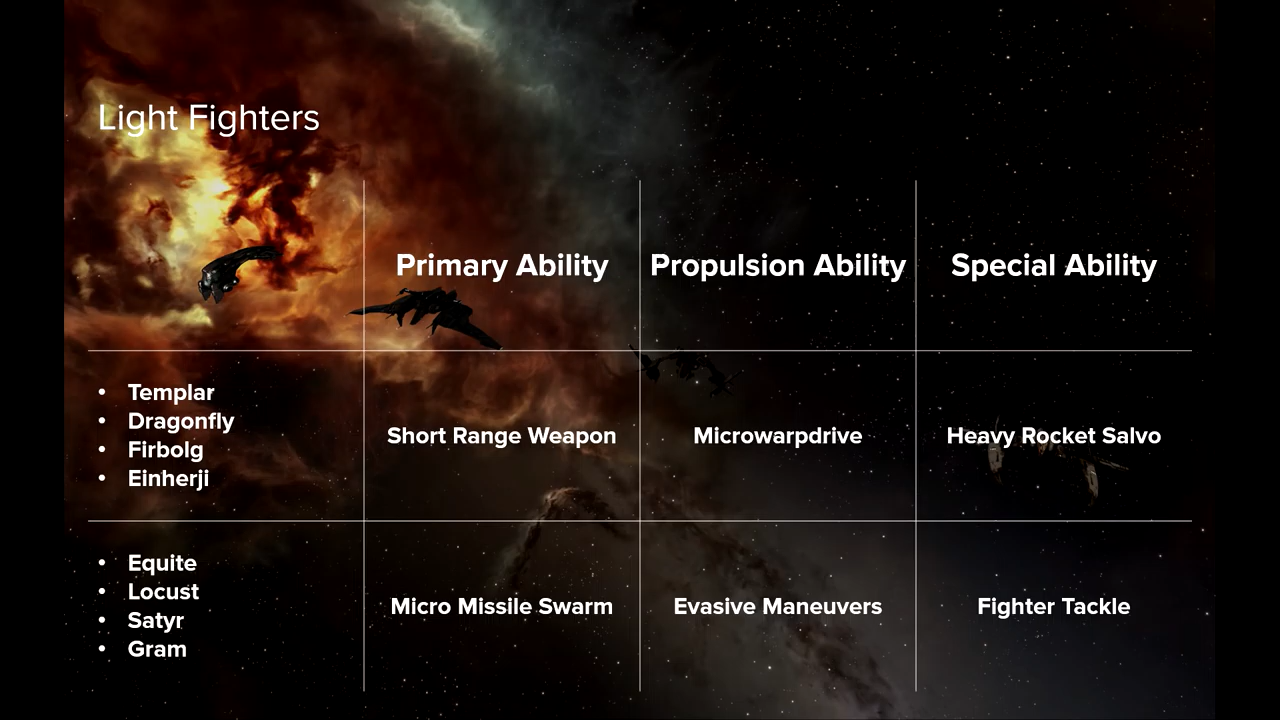 Light Fighters
Primary Ability
Propulsion Ability
Special Ability
• Templar
• Dragonfly
• Firbolg
• Einherji
Short Range Weapon
Microwarpdrive
Heavy Rocket Salvo
• Equite
• Locust
• Satyr
• Gram
Micro Missile Swarm
Evasive Maneuvers
Fighter Tackle